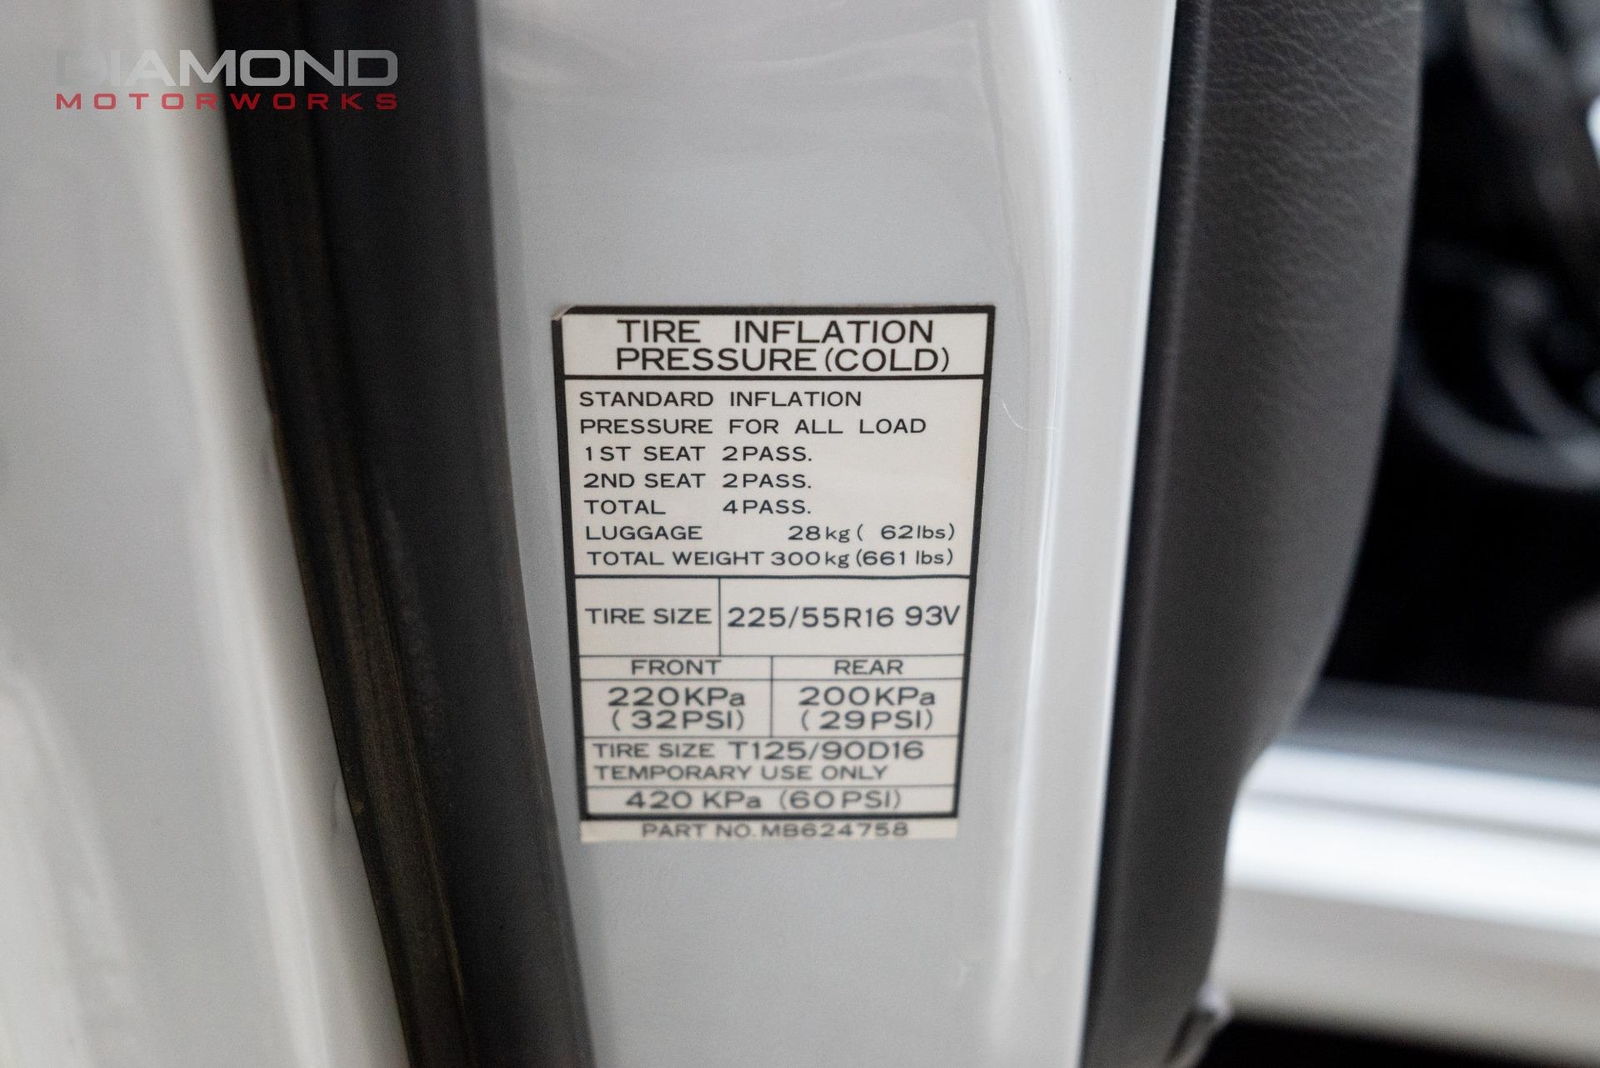 DIAMOND
MOTORWORKS
TIRE INFLATION
PRESSURE (COLD)
STANDARD INFLATION
PRESSURE FOR ALL LOAD
1ST SEAT 2PASS.
2ND SEAT 2PASS.
TOTAL 4PASS.
LUGGAGE 28kg ( 62lbs)
TOTAL WEIGHT 300kg (661 lbs)
TIRE SIZE 225/55R16 93V
FRONT REAR
220KPa 200KPa
( 32PSI) ( 29PSI)
TIRE SIZE T125/90D16
TEMPORARY USE ONLY
420 KPa (60PSI)
PART NO. MB624758